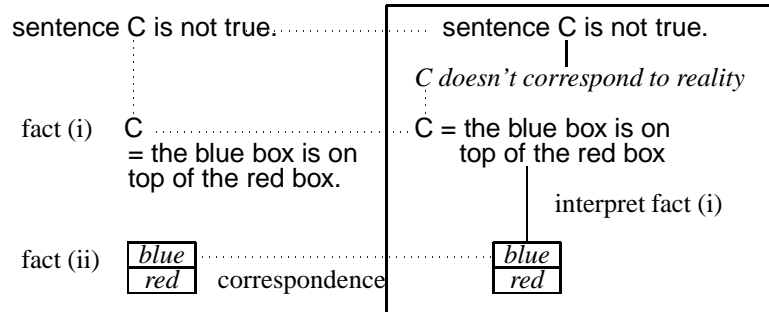 sentence C is not true.
sentence C is not true.
C doesn't correspond to reality
fact (i)
C
= the blue box is on
top of the red box.
C = the blue box is on
top of the red box
interpret fact (i)
fact (ii)
blue
red
correspondence
blue
red